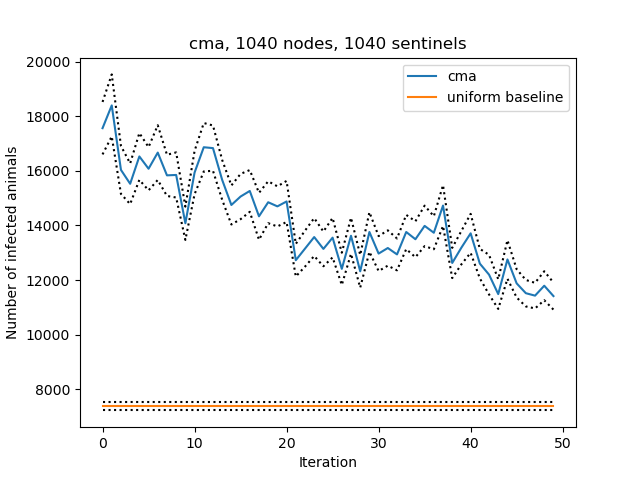 cma, 1040 nodes, 1040 sentinels
20000
18000
16000
14000
12000
10000
8000
Number of infected animals
cma
uniform baseline
0
10
20
30
40
50
Iteration